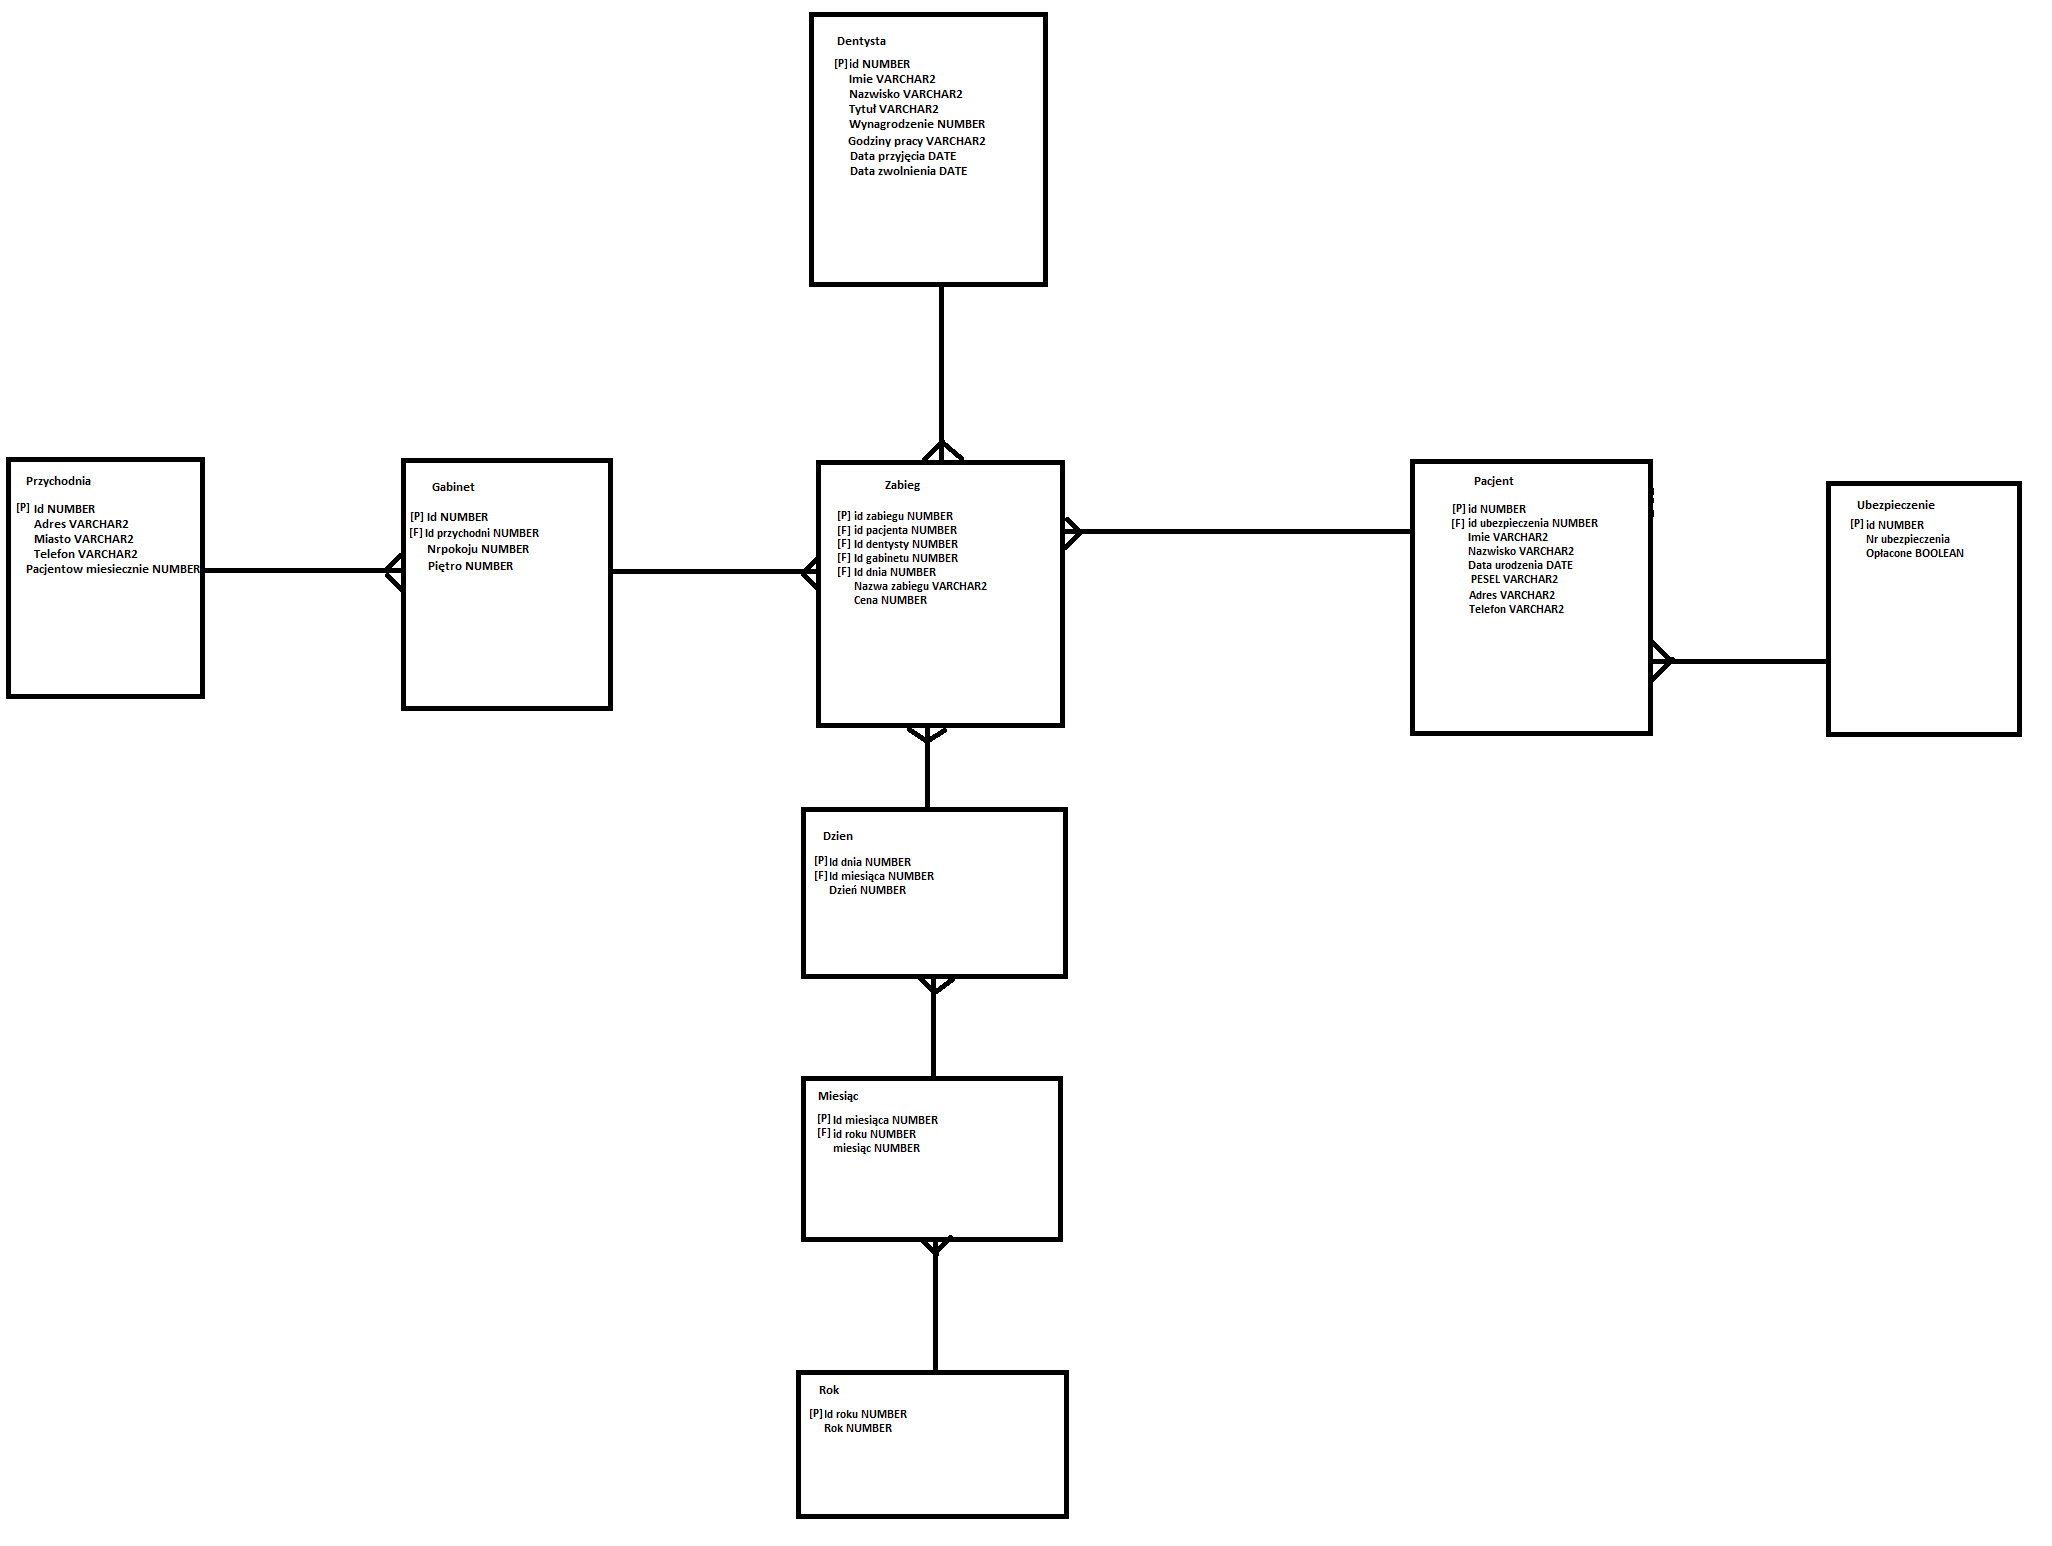 Dentysta
[P] id NUMBER
Imie VARCHAR2
Nazwisko VARCHAR2
Tytuł VARCHAR2
Wynagrodzenie NUMBER
Godziny pracy VARCHAR2
Data przyjęcia DATE
Data zwolnienia DATE
Przychodnia
[P] Id NUMBER
Adres VARCHAR2
Miasto VARCHAR2
Telefon VARCHAR2
Pacjentow miesiecznie NUMBER
Gabinet
[P] Id NUMBER
[F] Id przychodni NUMBER
Nrpokoju NUMBER
Piętro NUMBER
Zabieg
[P] id zabiegu NUMBER
[F] id pacjenta NUMBER
[F] Id dentysty NUMBER
[F] Id gabinetu NUMBER
[F] Id dnia NUMBER
Nazwa zabiegu VARCHAR2
Cena NUMBER
Pacjent
[P] id NUMBER
[F] id ubezpieczenia NUMBER
Imie VARCHAR2
Nazwisko VARCHAR2
Data urodzenia DATE
PESEL VARCHAR2
Adres VARCHAR2
Telefon VARCHAR2
Ubezpieczenie
[P] id NUMBER
Nr ubezpieczenia
Opłacone BOOLEAN
Dzien
[P] Id dnia NUMBER
[F] Id miesiąca NUMBER
Dzień NUMBER
Miesiąc
[P] Id miesiąca NUMBER
[F] id roku NUMBER
miesiąc NUMBER
Rok
[P] Id roku NUMBER
Rok NUMBER